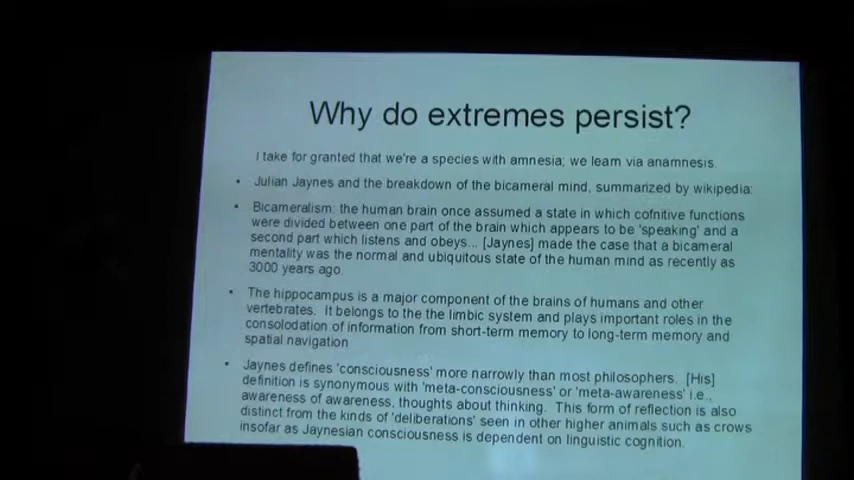 Why do extremes persist?
I take for granted that we're a species with amnesia; we learn via anamnesis.
• Julian Jaynes and the breakdown of the bicameral mind, summarized by wikipedia:
• Bicameralism: the human brain once assumed a state in which cofnitive functions
were divided between one part of the brain which appears to be 'speaking' and a
second part which listens and obeys... [Jaynes] made the case that a bicameral
mentality was the normal and ubiquitous state of the human mind as recently as
3000 years ago.
• The hippocampus is a major component of the brains of humans and other
vertebrates. It belongs to the the limbic system and plays important roles in the
consolodation of information from short-term memory to long-term memory and
spatial navigation
• Jaynes defines 'consciousness' more narrowly than most philosophers. [His]
definition is synonymous with 'meta-consciousness' or 'meta-awareness' i.e.,
awareness of awareness, thoughts about thinking. This form of reflection is also
distinct from the kinds of 'deliberations' seen in other higher animals such as crows
insofar as Jaynesian consciousness is dependent on linguistic cognition.